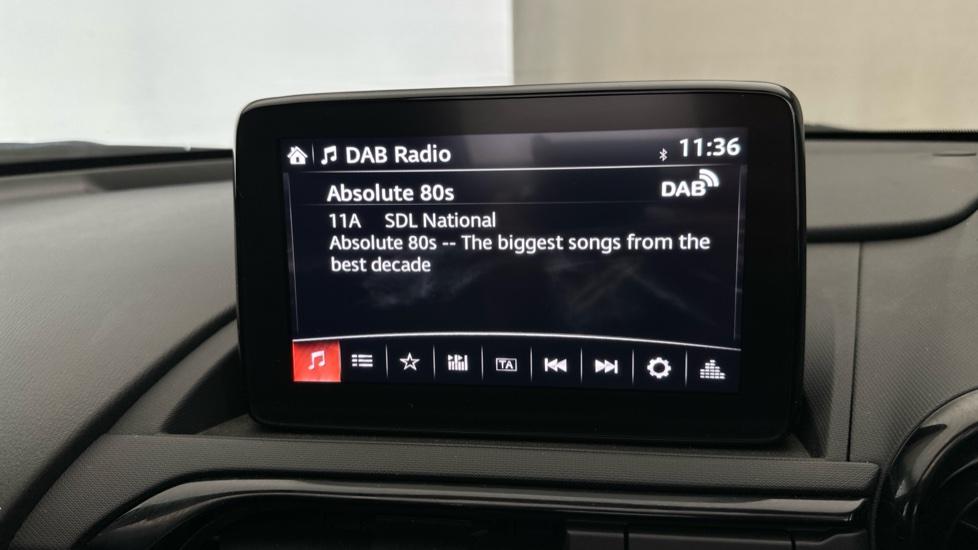 DAB Radio 11:36
Absolute 80s DAB
11A SDL National
Absolute 80s -- The biggest songs from the
best decade
TA